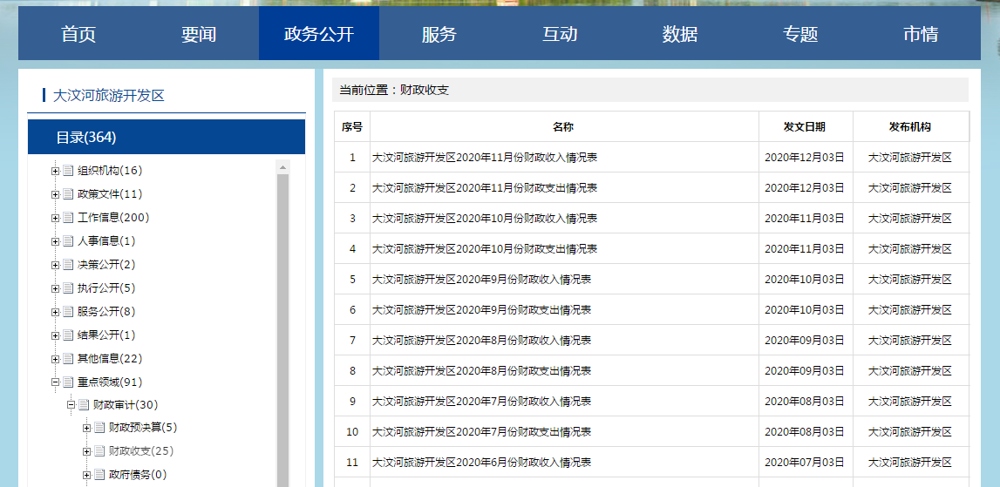 首页 要闻 政务公开 服务 互动 数据 专题 市情
大汶河旅游开发区
目录(364)
组织机构(16)
政策文件(11)
工作信息(200)
人事信息(1)
决策公开(2)
执行公开(5)
服务公开(8)
结果公开(1)
其他信息(22)
重点领域(91)
财政审计(30)
财政预决算(5)
财政收支(25)
政府债务(0)
当前位置：财政收支
序号 名称 发文日期 发布机构
1 大汶河旅游开发区2020年11月份财政收入情况表 2020年12月03日 大汶河旅游开发区
2 大汶河旅游开发区2020年11月份财政支出情况表 2020年12月03日 大汶河旅游开发区
3 大汶河旅游开发区2020年10月份财政收入情况表 2020年11月03日 大汶河旅游开发区
4 大汶河旅游开发区2020年10月份财政支出情况表 2020年11月03日 大汶河旅游开发区
5 大汶河旅游开发区2020年9月份财政收入情况表 2020年10月03日 大汶河旅游开发区
6 大汶河旅游开发区2020年9月份财政支出情况表 2020年10月03日 大汶河旅游开发区
7 大汶河旅游开发区2020年8月份财政收入情况表 2020年09月03日 大汶河旅游开发区
8 大汶河旅游开发区2020年8月份财政支出情况表 2020年09月03日 大汶河旅游开发区
9 大汶河旅游开发区2020年7月份财政收入情况表 2020年08月03日 大汶河旅游开发区
10 大汶河旅游开发区2020年7月份财政支出情况表 2020年08月03日 大汶河旅游开发区
11 大汶河旅游开发区2020年6月份财政收入情况表 2020年07月03日 大汶河旅游开发区